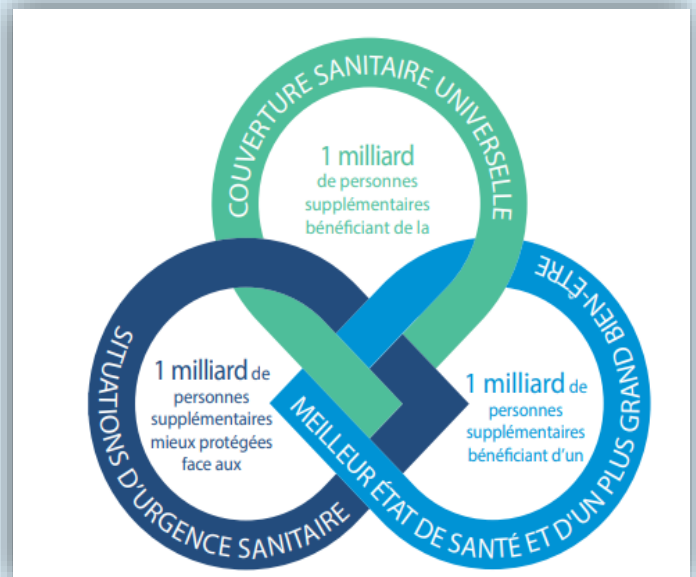 COUVERTURE SANITAIRE UNIVERSELLE
1 milliard
de personnes
supplémentaires
bénéficiant de la
SITUATIONS D'URGENCE SANITAIRE
1 milliard de
personnes
supplémentaires
mieux protégées
face aux
MEILLEUR ÉTAT DE SANTÉ ET D'UN PLUS GRAND BIEN-ÊTRE
1 milliard de
personnes
supplémentaires
bénéficiant d'un